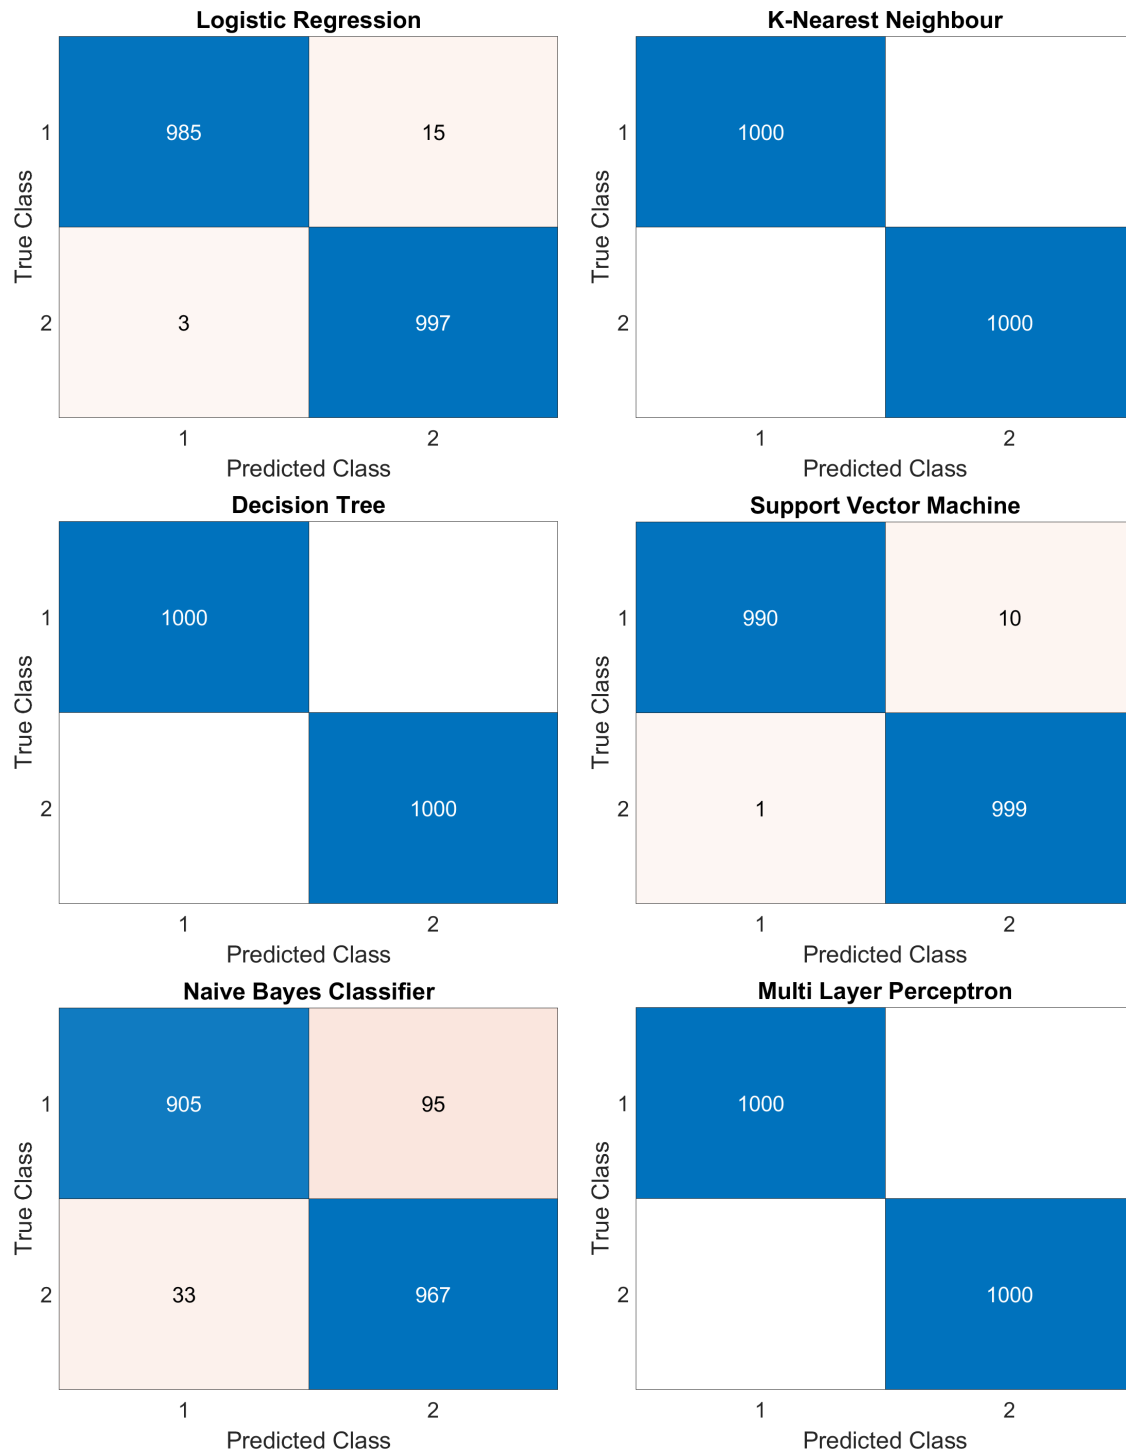 Logistic Regression
1
985
15
2
3
997
1
2
True Class
Predicted Class
K-Nearest Neighbour
1
1000
2
1000
1
2
True Class
Predicted Class
Decision Tree
1
1000
2
1000
1
2
True Class
Predicted Class
Support Vector Machine
1
990
10
2
1
999
1
2
True Class
Predicted Class
Naive Bayes Classifier
1
905
95
2
33
967
1
2
True Class
Predicted Class
Multi Layer Perceptron
1
1000
2
1000
1
2
True Class
Predicted Class